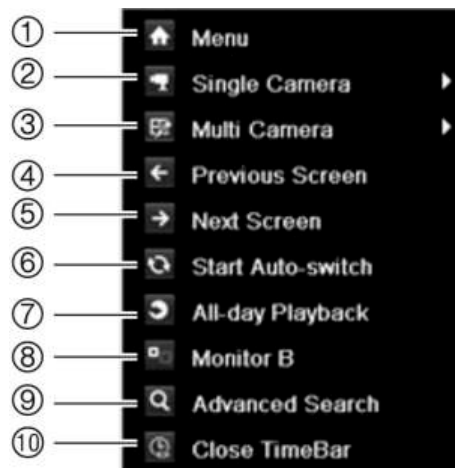 ① Menu
② Single Camera
③ Multi Camera
④ Previous Screen
⑤ Next Screen
⑥ Start Auto-switch
⑦ All-day Playback
⑧ Monitor B
⑨ Advanced Search
⑩ Close TimeBar